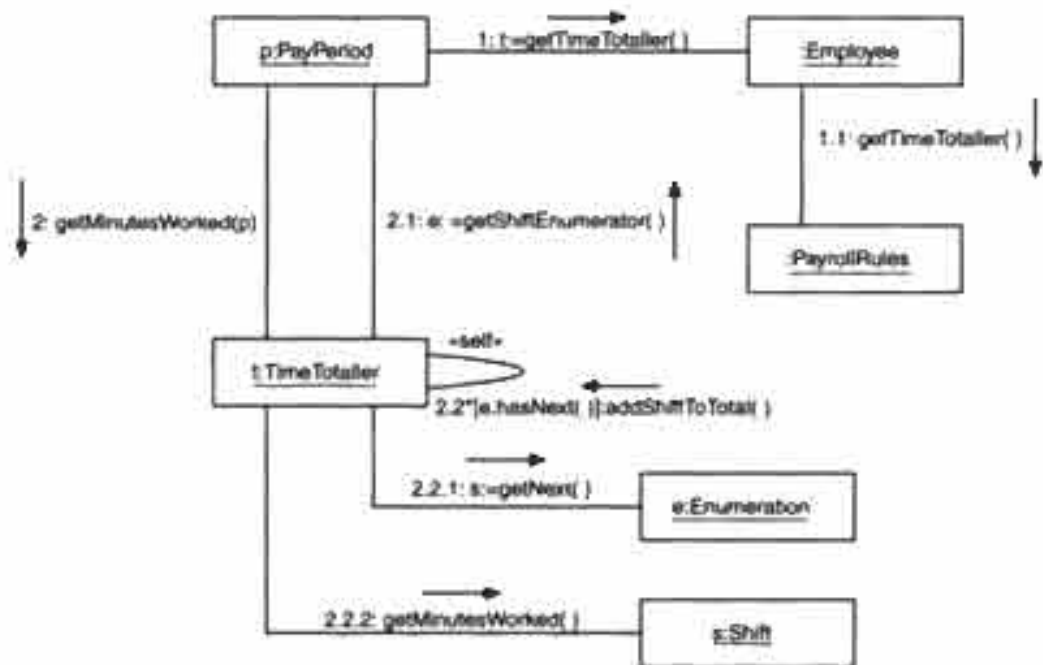 1: t:=getTimeTotaller( )
p:PayPeriod
:Employee
1.1: getTimeTotaller( )
2: getMinutesWorked(p)
2.1: e: =getShiftEnumerator( )
:PayrollRules
«self»
t:TimeTotaller
2.2*[e.hasNext( )]:addShiftToTotal( )
2.2.1: s:=getNext( )
e:Enumeration
2.2.2: getMinutesWorked( )
s:Shift